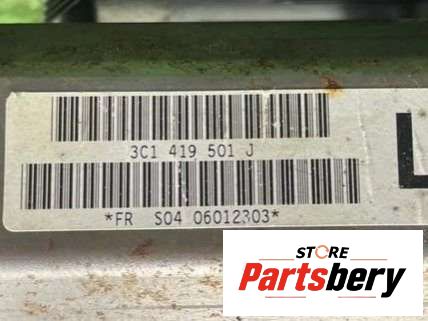 3C1 419 501 J
L
*FR S04 06012303*
STORE
Partsbery